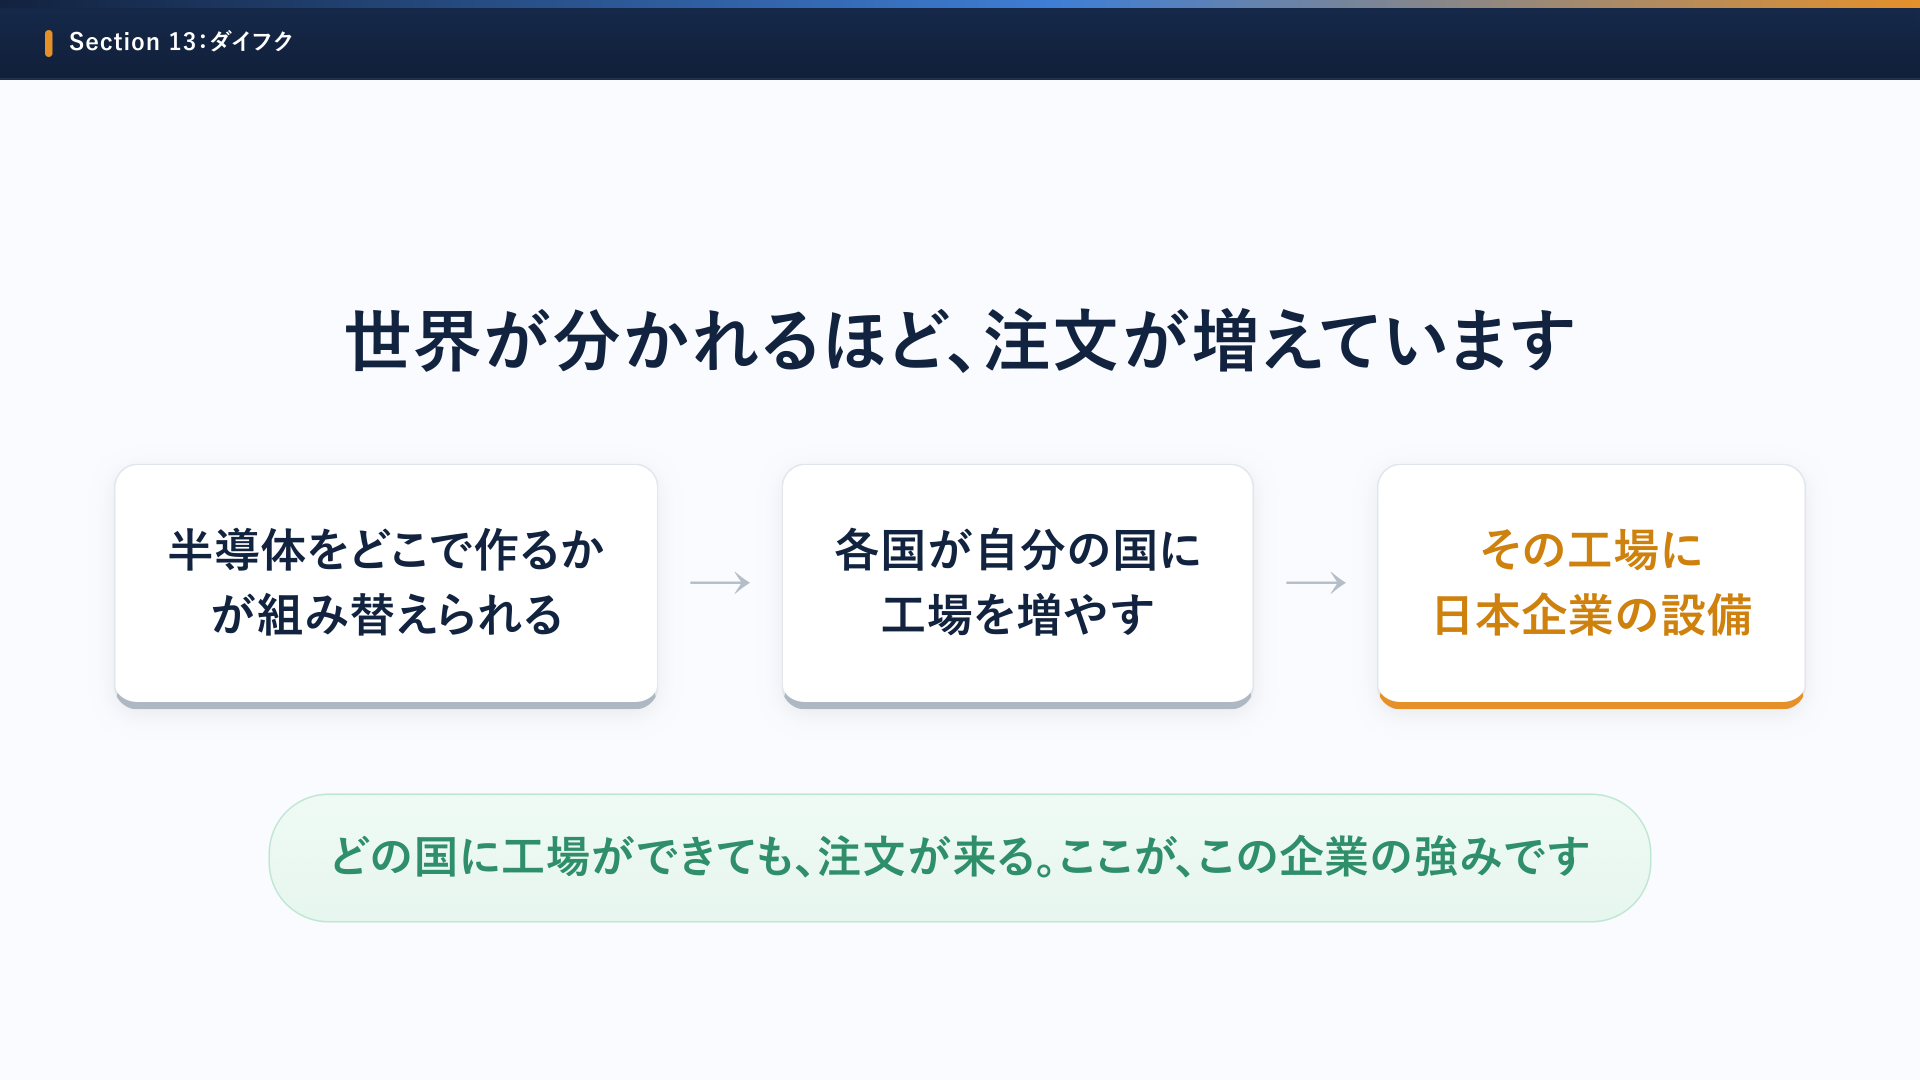 Section 13：ダイフク
世界が分かれるほど、注文が増えています
半導体をどこで作るか
が組み替えられる
→
各国が自分の国に
工場を増やす
→
その工場に
日本企業の設備
どの国に工場ができても、注文が来る。ここが、この企業の強みです